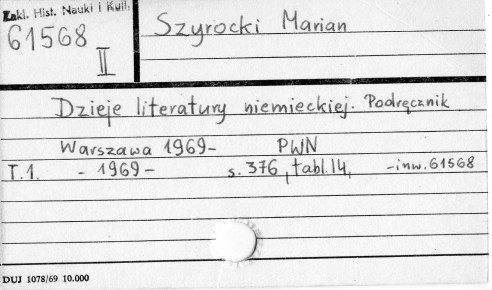 Zakł. Hist. Nauki i Kult.
61568
II
Szyrocki Marian
Dzieje literatury niemieckiej. Podręcznik
Warszawa 1969- PWN
T.1. - 1969 - s. 376, tabl. 14, - inw. 61568
DUJ 1078/69 10.000